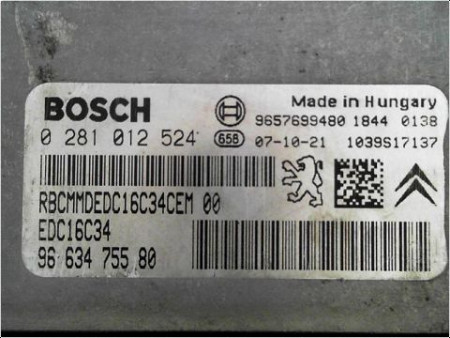 BOSCH
Made in Hungary
9657699480 1844 0138
0 281 012 524 658 07-10-21 1039S17137
RBCMMDEDC16C34CEM 00
EDC16C34
96 634 755 80